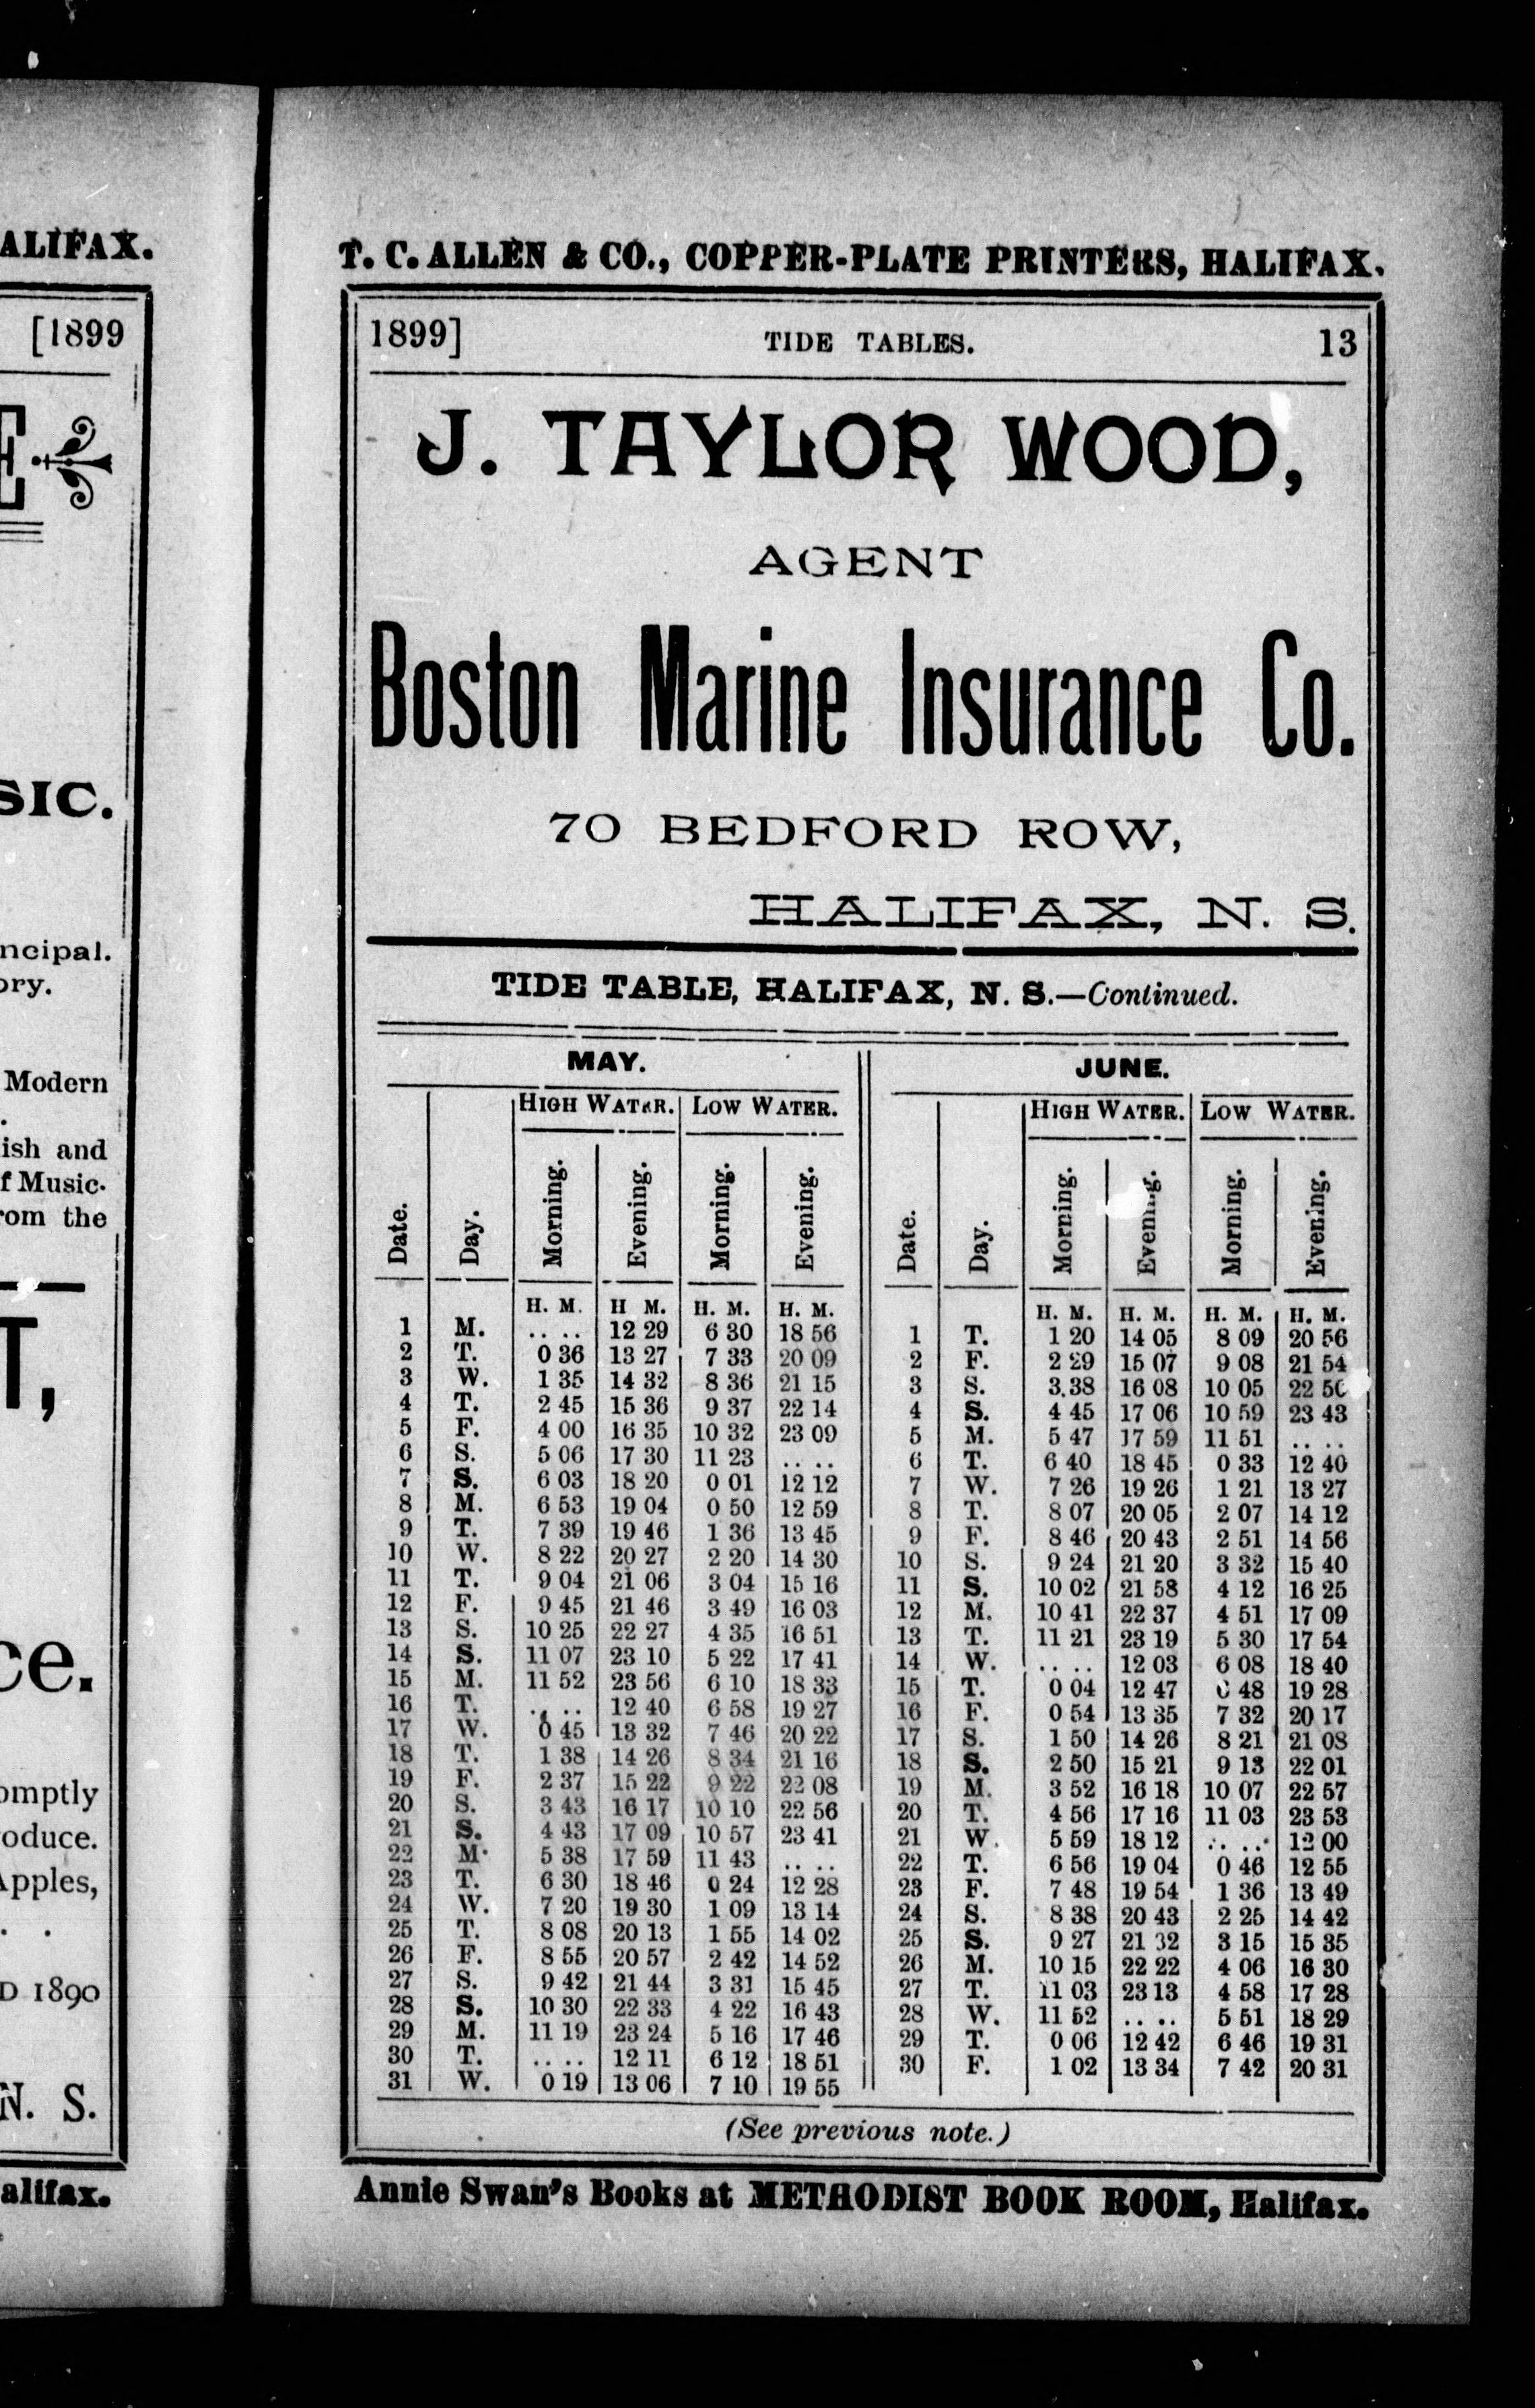 ALIFAX.
[1899
SIC.
ncipal.
ory.
Modern
ish and
f Music.
rom the
T,
ce.
omptly
oduce.
Apples,
. .
D 1890
N. S.
alifax.
T. C. ALLEN & CO., COPPER-PLATE PRINTERS, HALIFAX.
1899] TIDE TABLES. 13
J. TAYLOR WOOD,
AGENT
Boston Marine Insurance Co.
70 BEDFORD ROW,
HALIFAX, N. S.
TIDE TABLE, HALIFAX, N. S.—Continued.
MAY. JUNE.
HIGH WATER. LOW WATER. HIGH WATER. LOW WATER.
Date. Day. Morning. Evening. Morning. Evening. Date. Day. Morning. Evening. Morning. Evening.
H. M. H M. H. M. H. M. H. M. H. M. H. M. H. M.
1 M. .. .. 12 29 6 30 18 56 1 T. 1 20 14 05 8 09 20 56
2 T. 0 36 13 27 7 33 20 09 2 F. 2 29 15 07 9 08 21 54
3 W. 1 35 14 32 8 36 21 15 3 S. 3.38 16 08 10 05 22 50
4 T. 2 45 15 36 9 37 22 14 4 S. 4 45 17 06 10 59 23 43
5 F. 4 00 16 35 10 32 23 09 5 M. 5 47 17 59 11 51 .. ..
6 S. 5 06 17 30 11 23 .. .. 6 T. 6 40 18 45 0 33 12 40
7 S. 6 03 18 20 0 01 12 12 7 W. 7 26 19 26 1 21 13 27
8 M. 6 53 19 04 0 50 12 59 8 T. 8 07 20 05 2 07 14 12
9 T. 7 39 19 46 1 36 13 45 9 F. 8 46 20 43 2 51 14 56
10 W. 8 22 20 27 2 20 14 30 10 S. 9 24 21 20 3 32 15 40
11 T. 9 04 21 06 3 04 15 16 11 S. 10 02 21 58 4 12 16 25
12 F. 9 45 21 46 3 49 16 03 12 M. 10 41 22 37 4 51 17 09
13 S. 10 25 22 27 4 35 16 51 13 T. 11 21 23 19 5 30 17 54
14 S. 11 07 23 10 5 22 17 41 14 W. .. .. 12 03 6 08 18 40
15 M. 11 52 23 56 6 10 18 33 15 T. 0 04 12 47 6 48 19 28
16 T. .. .. 12 40 6 58 19 27 16 F. 0 54 13 35 7 32 20 17
17 W. 0 45 13 32 7 46 20 22 17 S. 1 50 14 26 8 21 21 08
18 T. 1 38 14 26 8 34 21 16 18 S. 2 50 15 21 9 13 22 01
19 F. 2 37 15 22 9 22 22 08 19 M. 3 52 16 18 10 07 22 57
20 S. 3 43 16 17 10 10 22 56 20 T. 4 56 17 16 11 03 23 53
21 S. 4 43 17 09 10 57 23 41 21 W. 5 59 18 12 .. .. 12 00
22 M. 5 38 17 59 11 43 .. .. 22 T. 6 56 19 04 0 46 12 55
23 T. 6 30 18 46 0 24 12 28 23 F. 7 48 19 54 1 36 13 49
24 W. 7 20 19 30 1 09 13 14 24 S. 8 38 20 43 2 25 14 42
25 T. 8 08 20 13 1 55 14 02 25 S. 9 27 21 32 3 15 15 35
26 F. 8 55 20 57 2 42 14 52 26 M. 10 15 22 22 4 06 16 30
27 S. 9 42 21 44 3 31 15 45 27 T. 11 03 23 13 4 58 17 28
28 S. 10 30 22 33 4 22 16 43 28 W. 11 52 .. .. 5 51 18 29
29 M. 11 19 23 24 5 16 17 46 29 T. 0 06 12 42 6 46 19 31
30 T. .. .. 12 11 6 12 18 51 30 F. 1 02 13 34 7 42 20 31
31 W. 0 19 13 06 7 10 19 55
(See previous note.)
Annie Swan's Books at METHODIST BOOK ROOM, Halifax.